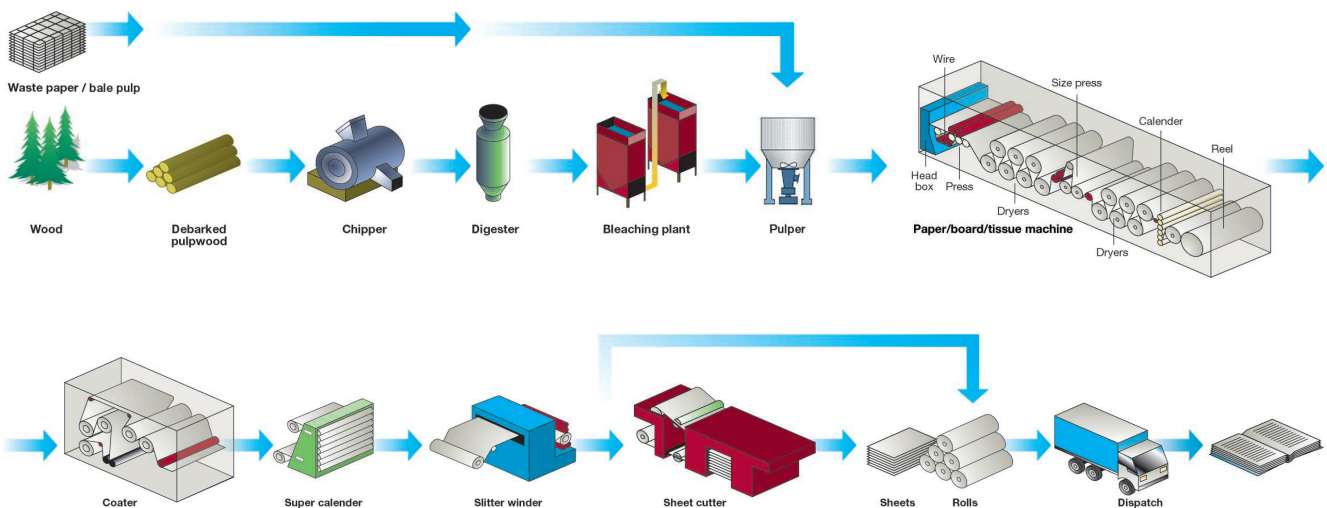 Waste paper / bale pulp
Wood
Debarked
pulpwood
Chipper
Digester
Bleaching plant
Pulper
Wire
Size press
Calender
Reel
Head
box
Press
Dryers
Dryers
Paper/board/tissue machine
Coater
Super calender
Slitter winder
Sheet cutter
Sheets
Rolls
Dispatch